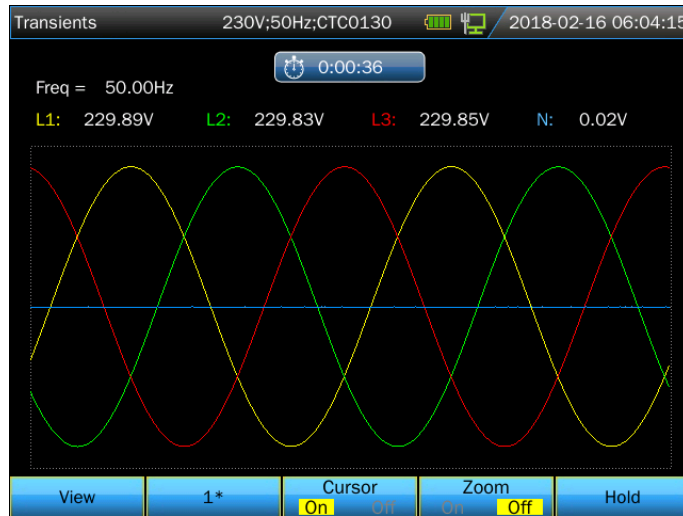 Transients 230V;50Hz;CTC0130 2018-02-16 06:04:15
0:00:36
Freq = 50.00Hz
L1: 229.89V L2: 229.83V L3: 229.85V N: 0.02V
View 1* Cursor On Off Zoom On Off Hold